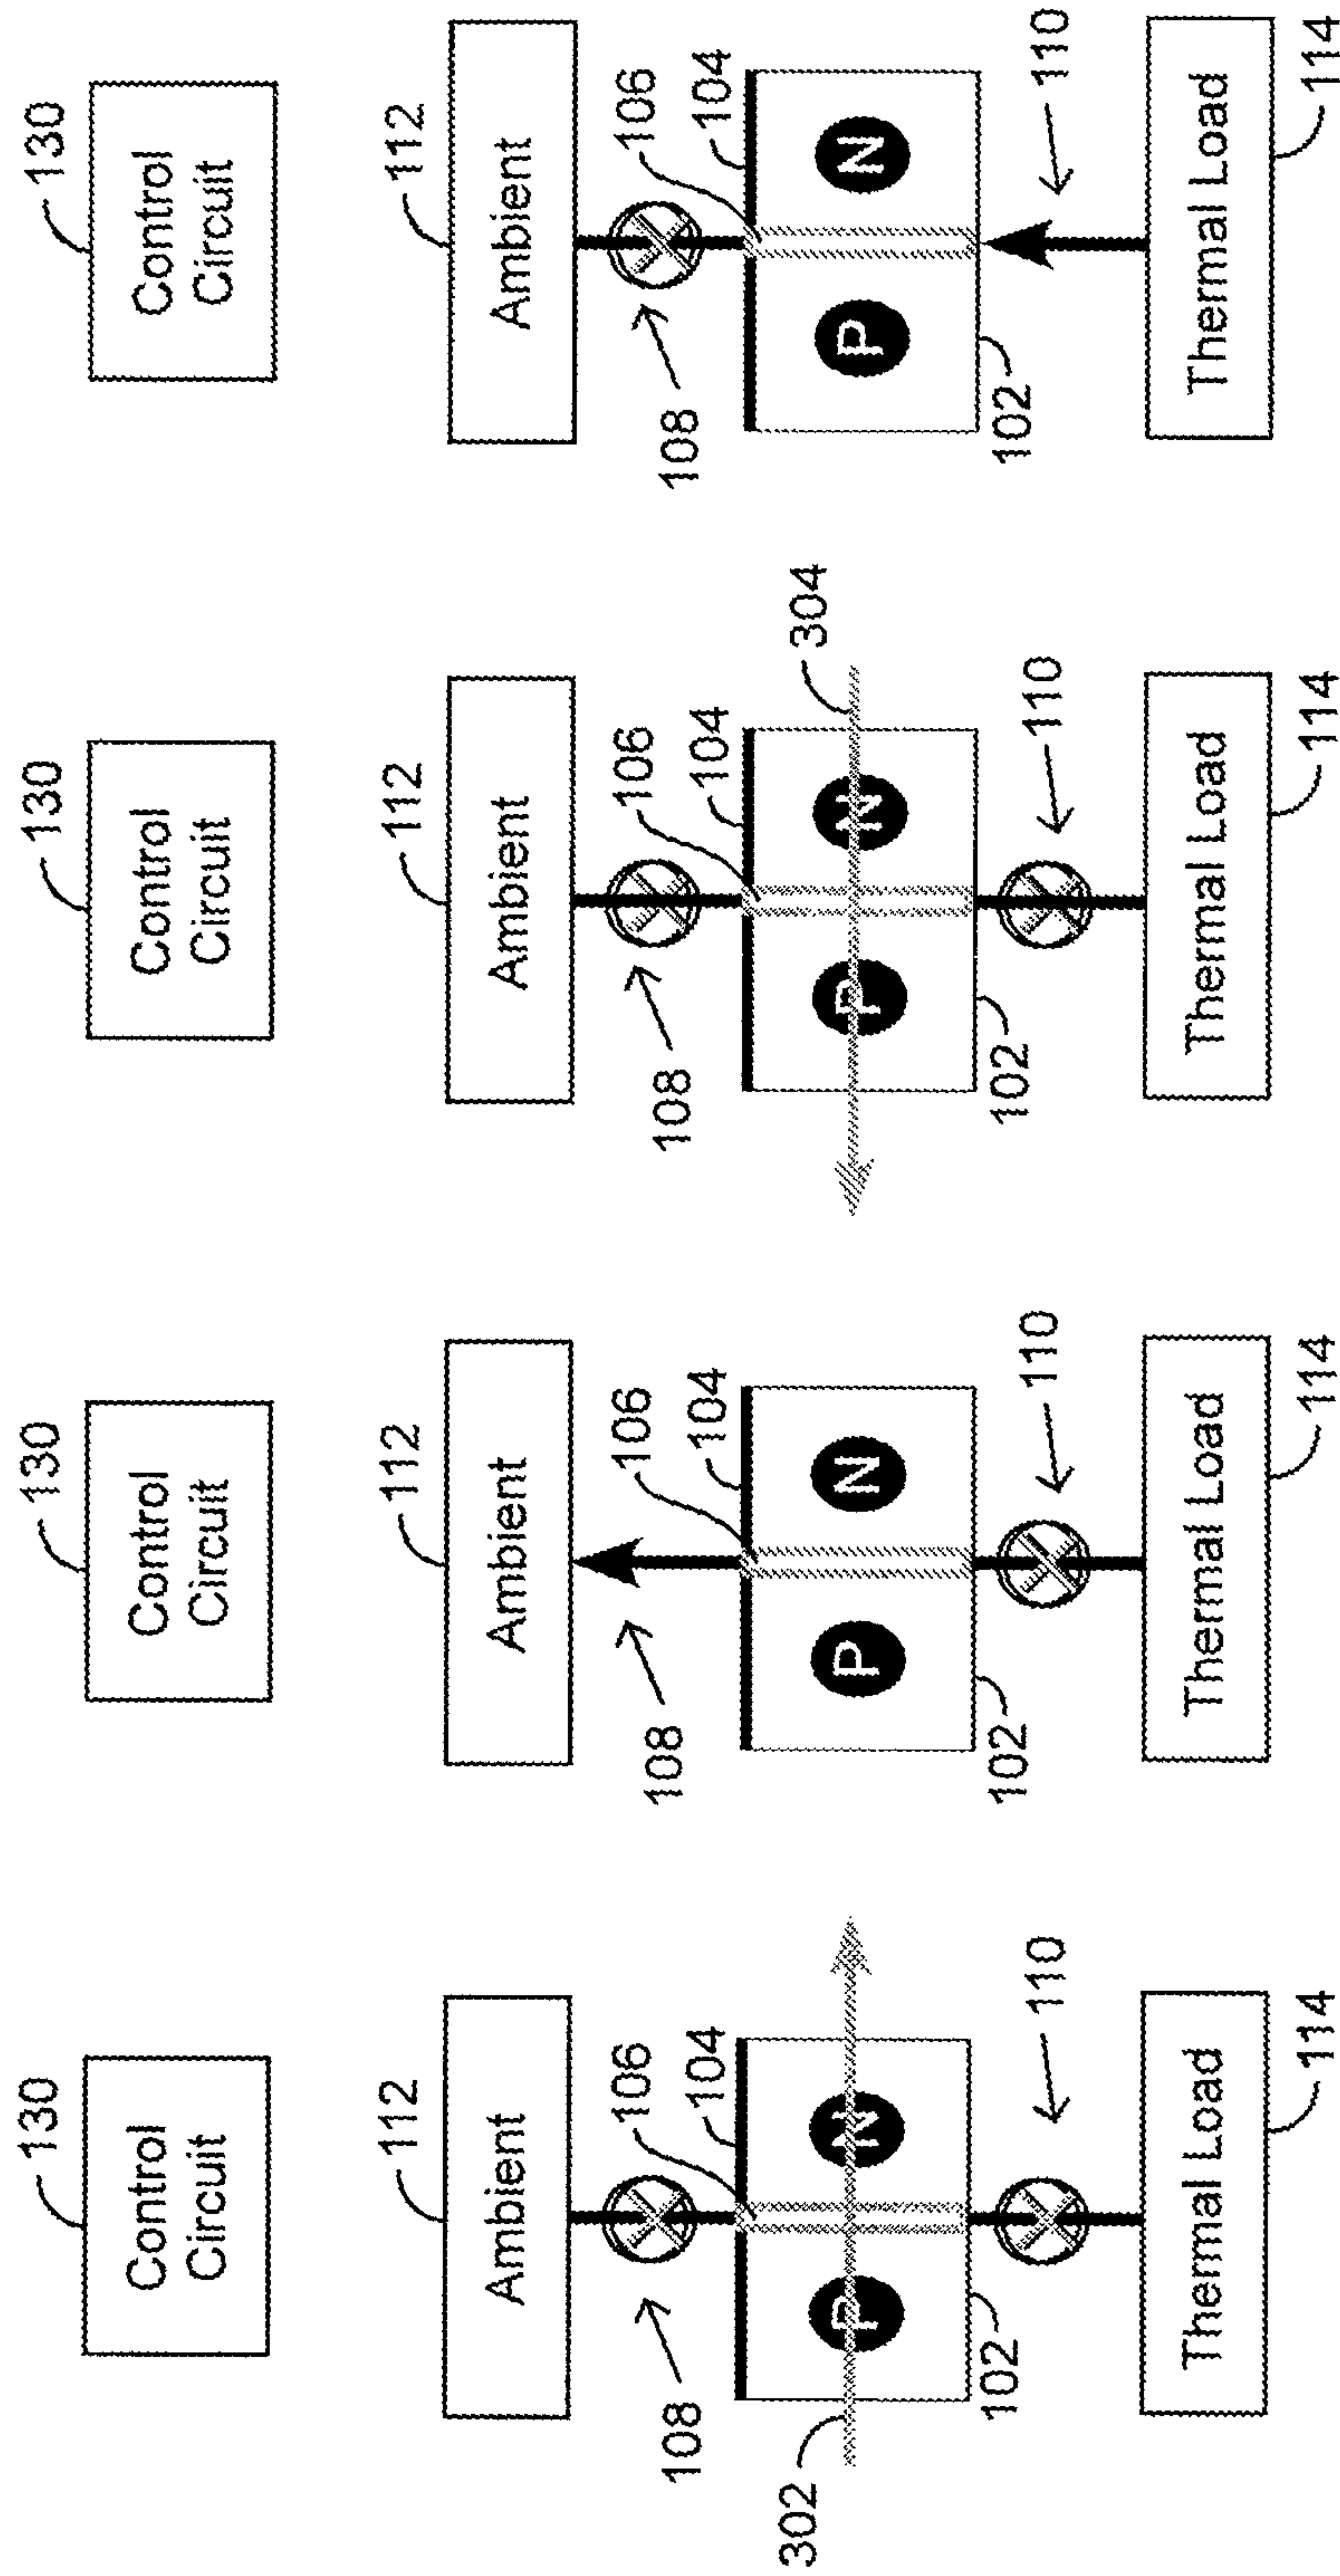 130
Control
Circuit
112
Ambient
106
104
108
P
N
302
102
110
Thermal Load
114
130
Control
Circuit
112
Ambient
106
104
108
P
N
102
110
Thermal Load
114
130
Control
Circuit
112
Ambient
106
104
108
P
N
304
102
110
Thermal Load
114
130
Control
Circuit
112
Ambient
106
104
108
P
N
102
110
Thermal Load
114